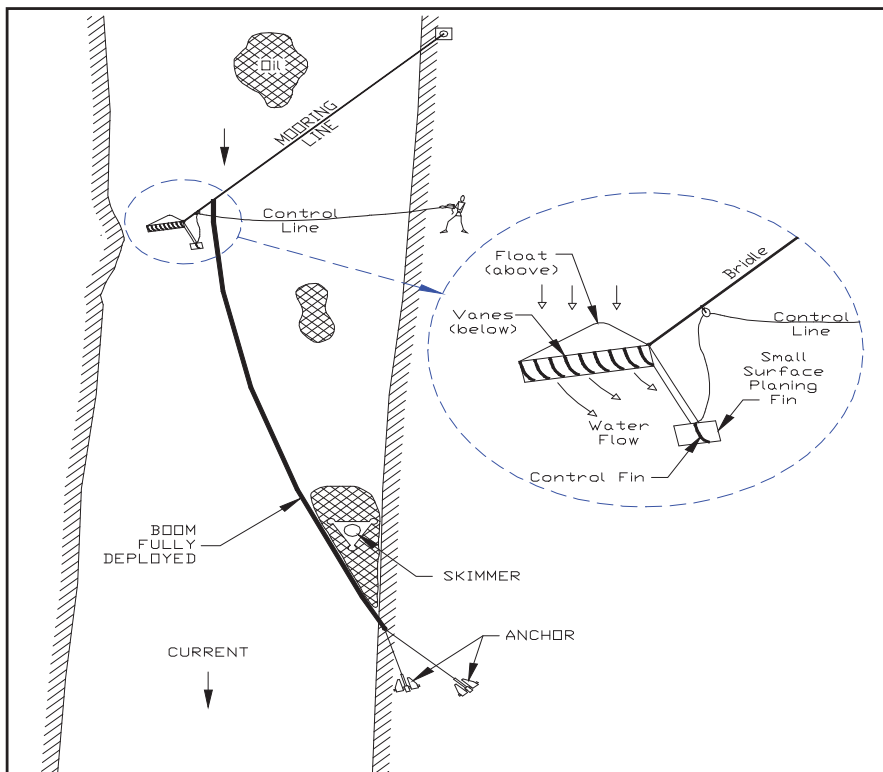 Oil
MOORING
LINE
Control
Line
Float
(above)
Bridle
Vanes
(below)
Control
Line
Small
Surface
Planing
Fin
Water
Flow
Control Fin
BOOM
FULLY
DEPLOYED
SKIMMER
ANCHOR
CURRENT